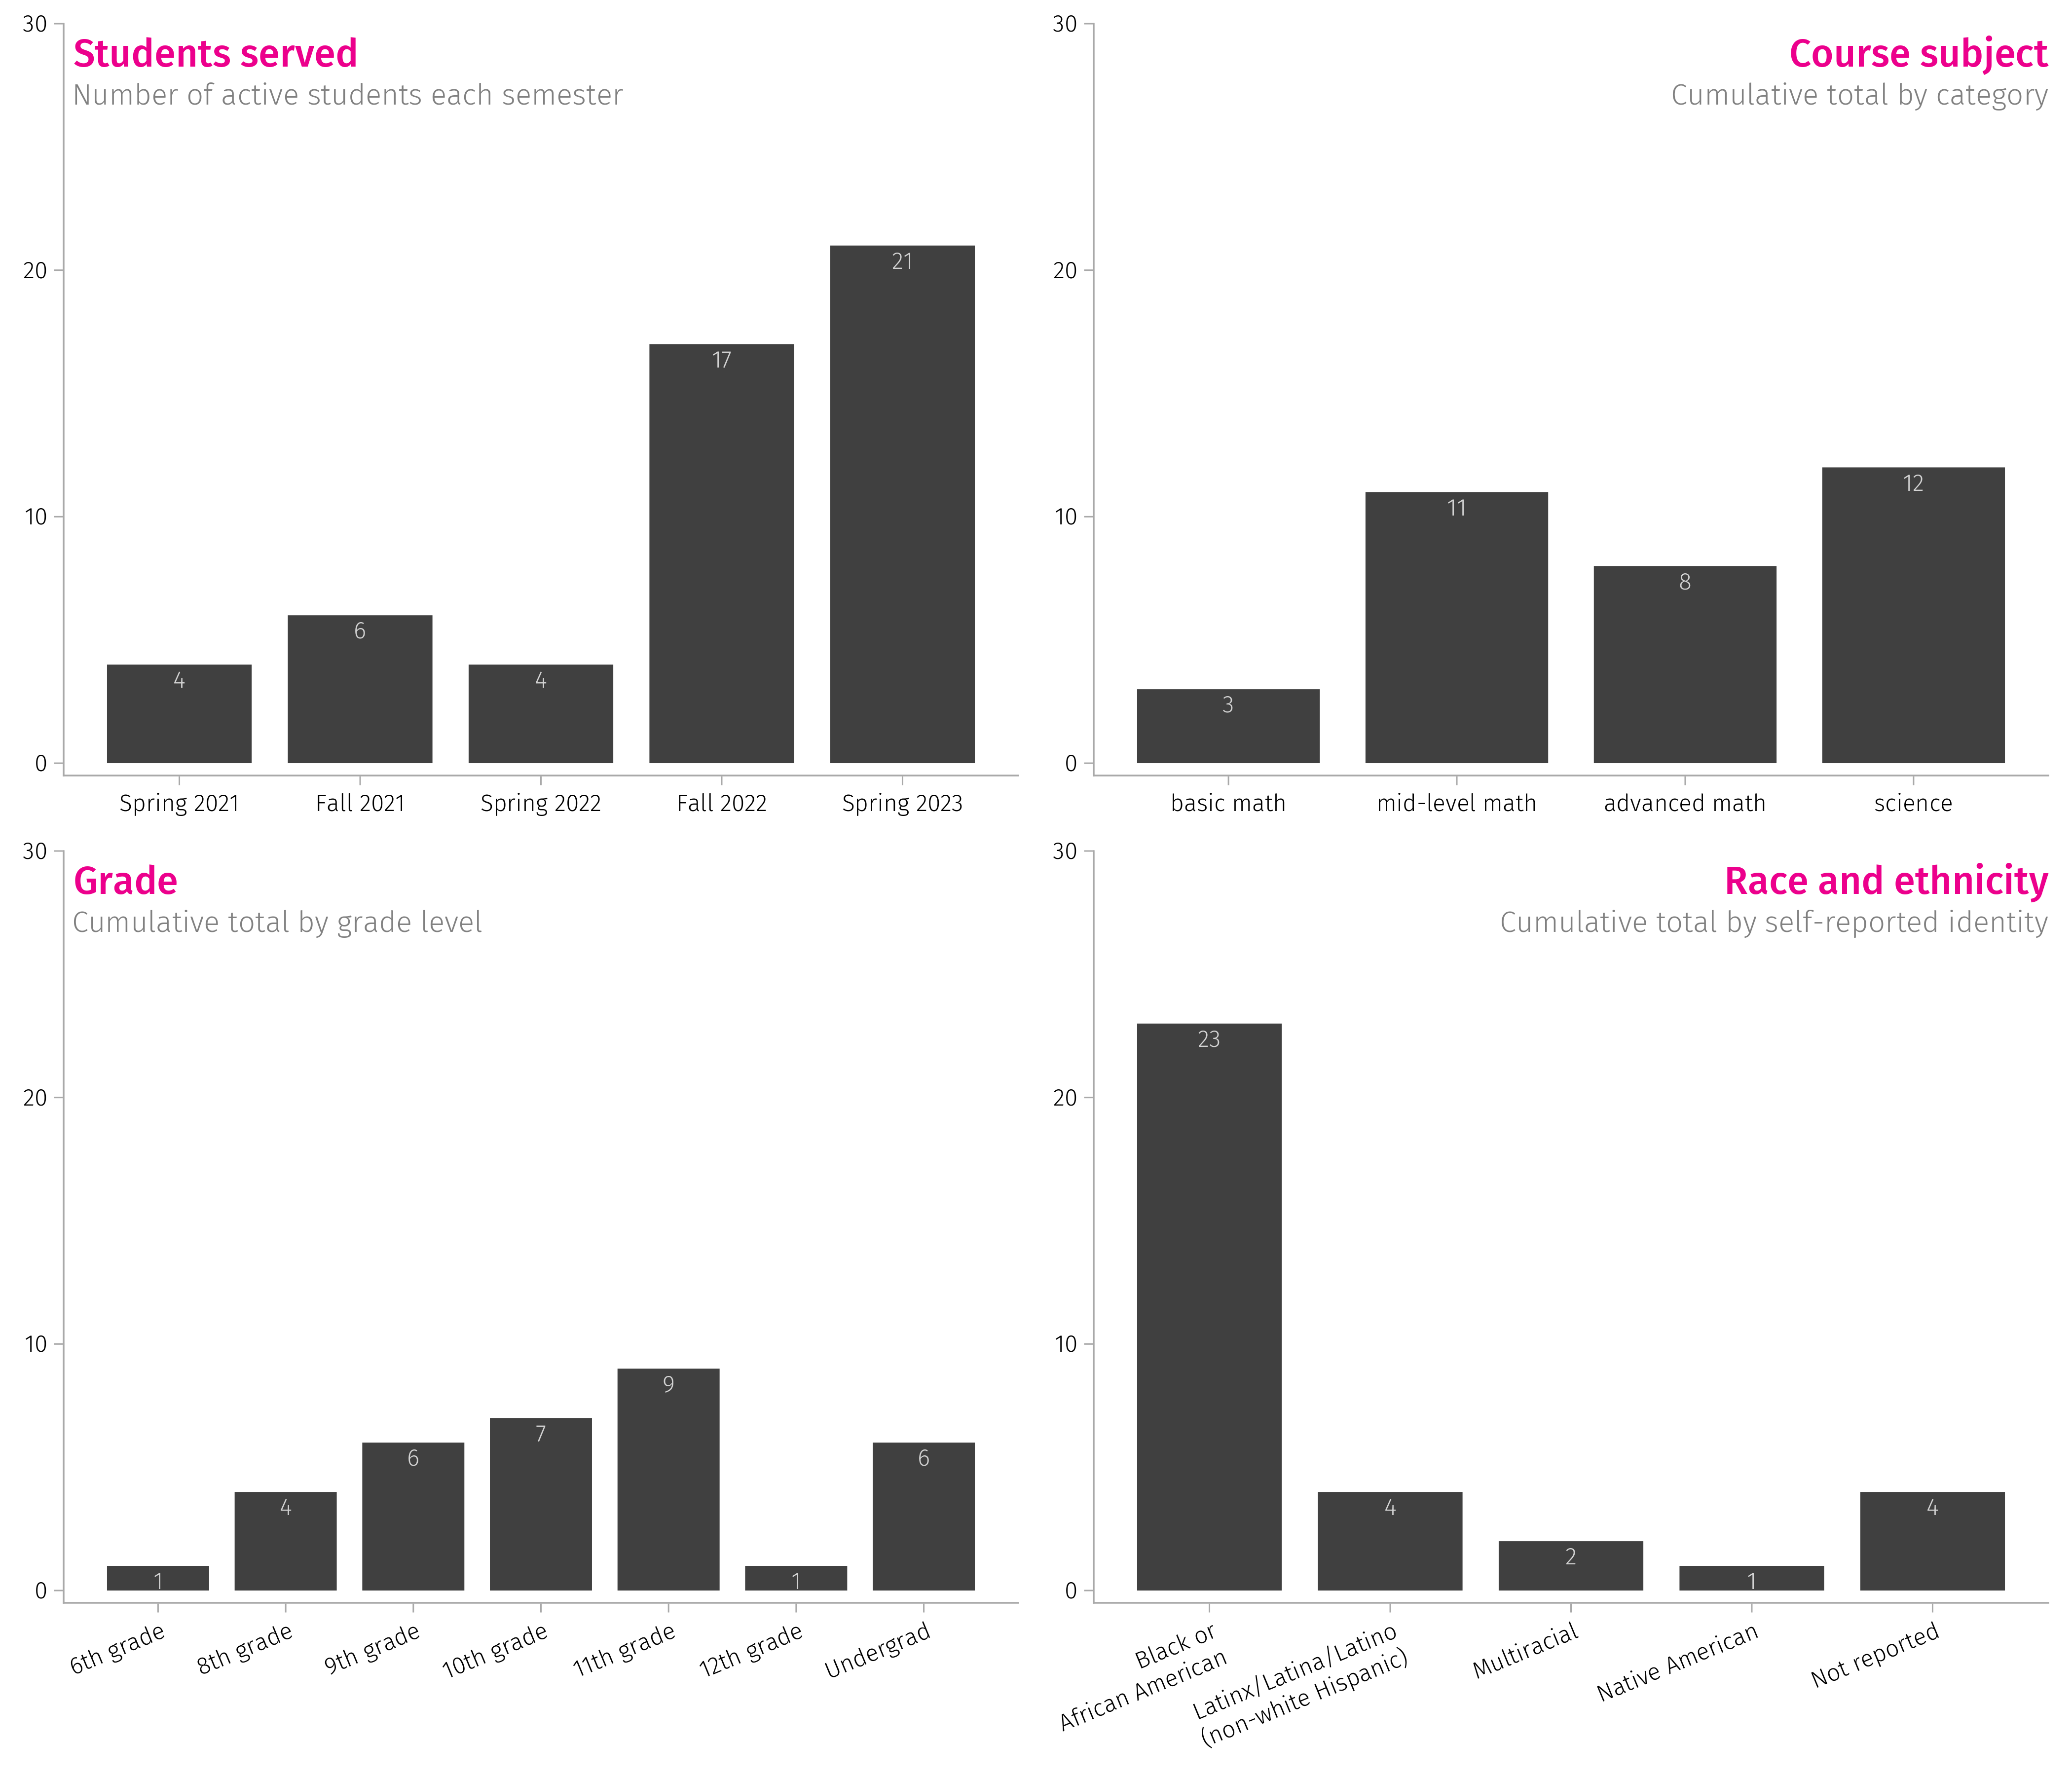 Students served
Number of active students each semester
30
20
10
0
4
6
4
17
21
Spring 2021
Fall 2021
Spring 2022
Fall 2022
Spring 2023
Course subject
Cumulative total by category
30
20
10
0
3
11
8
12
basic math
mid-level math
advanced math
science
Grade
Cumulative total by grade level
30
20
10
0
1
4
6
7
9
1
6
6th grade
8th grade
9th grade
10th grade
11th grade
12th grade
Undergrad
Race and ethnicity
Cumulative total by self-reported identity
30
20
10
0
23
4
2
1
4
Black or
African American
Latinx/Latina/Latino
(non-white Hispanic)
Multiracial
Native American
Not reported